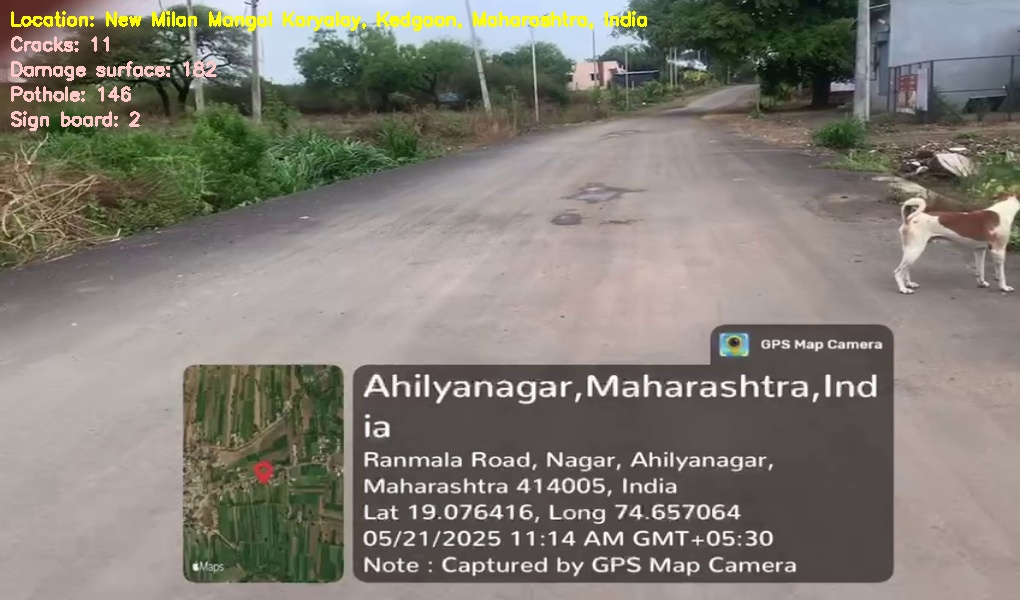 Location: New Milan Mangal Karyalay, Kedgaon, Maharashtra, India
Cracks: 11
Damage surface: 182
Pothole: 146
Sign board: 2
GPS Map Camera
Ahilyanagar,Maharashtra,Ind
ia
Ranmala Road, Nagar, Ahilyanagar,
Maharashtra 414005, India
Lat 19.076416, Long 74.657064
05/21/2025 11:14 AM GMT+05:30
Note : Captured by GPS Map Camera
Maps